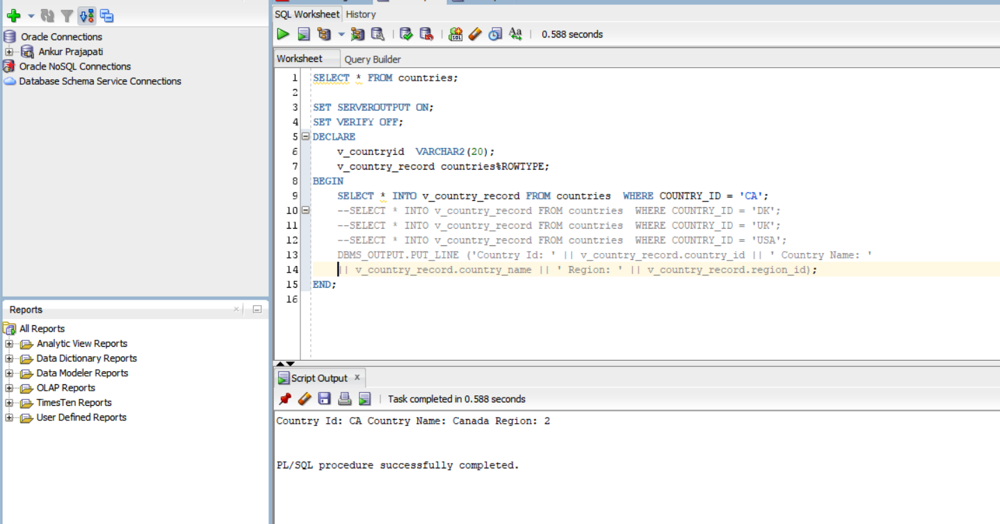 SQL Worksheet History
0.588 seconds
Oracle Connections
Ankur Prajapati
Oracle NoSQL Connections
Database Schema Service Connections
Worksheet Query Builder
1 SELECT * FROM countries;
2
3 SET SERVEROUTPUT ON;
4 SET VERIFY OFF;
5 DECLARE
6 v_countryid VARCHAR2(20);
7 v_country_record countries%ROWTYPE;
8 BEGIN
9 SELECT * INTO v_country_record FROM countries WHERE COUNTRY_ID = 'CA';
10 --SELECT * INTO v_country_record FROM countries WHERE COUNTRY_ID = 'DK';
11 --SELECT * INTO v_country_record FROM countries WHERE COUNTRY_ID = 'UK';
12 --SELECT * INTO v_country_record FROM countries WHERE COUNTRY_ID = 'USA';
13 DBMS_OUTPUT.PUT_LINE ('Country Id: ' || v_country_record.country_id || ' Country Name: '
14 || v_country_record.country_name || ' Region: ' || v_country_record.region_id);
15 END;
16
Reports
All Reports
Analytic View Reports
Data Dictionary Reports
Data Modeler Reports
OLAP Reports
TimesTen Reports
User Defined Reports
Script Output x
Task completed in 0.588 seconds
Country Id: CA Country Name: Canada Region: 2
PL/SQL procedure successfully completed.